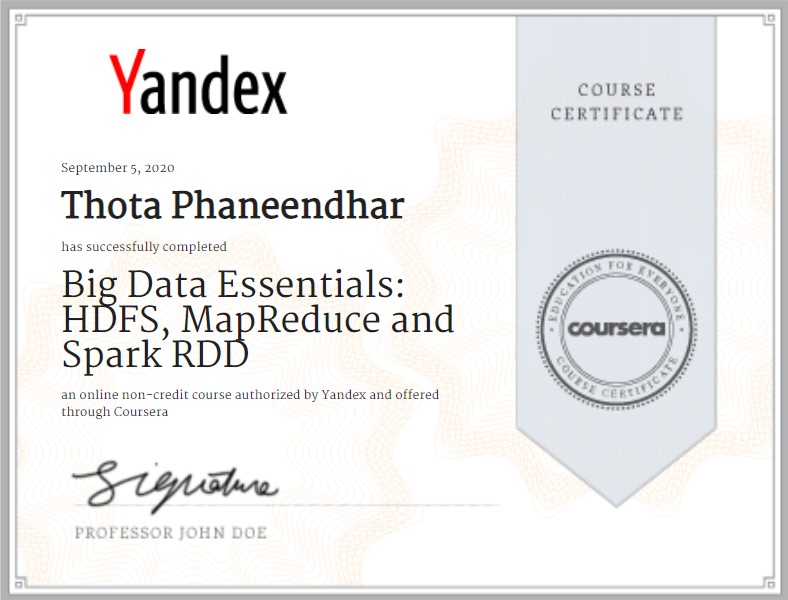 Yandex
COURSE
CERTIFICATE
September 5, 2020
Thota Phaneendhar
has successfully completed
Big Data Essentials:
HDFS, MapReduce and
Spark RDD
an online non-credit course authorized by Yandex and offered
through Coursera
EDUCATION FOR EVERYONE
coursera
COURSE CERTIFICATE
Signature
PROFESSOR JOHN DOE